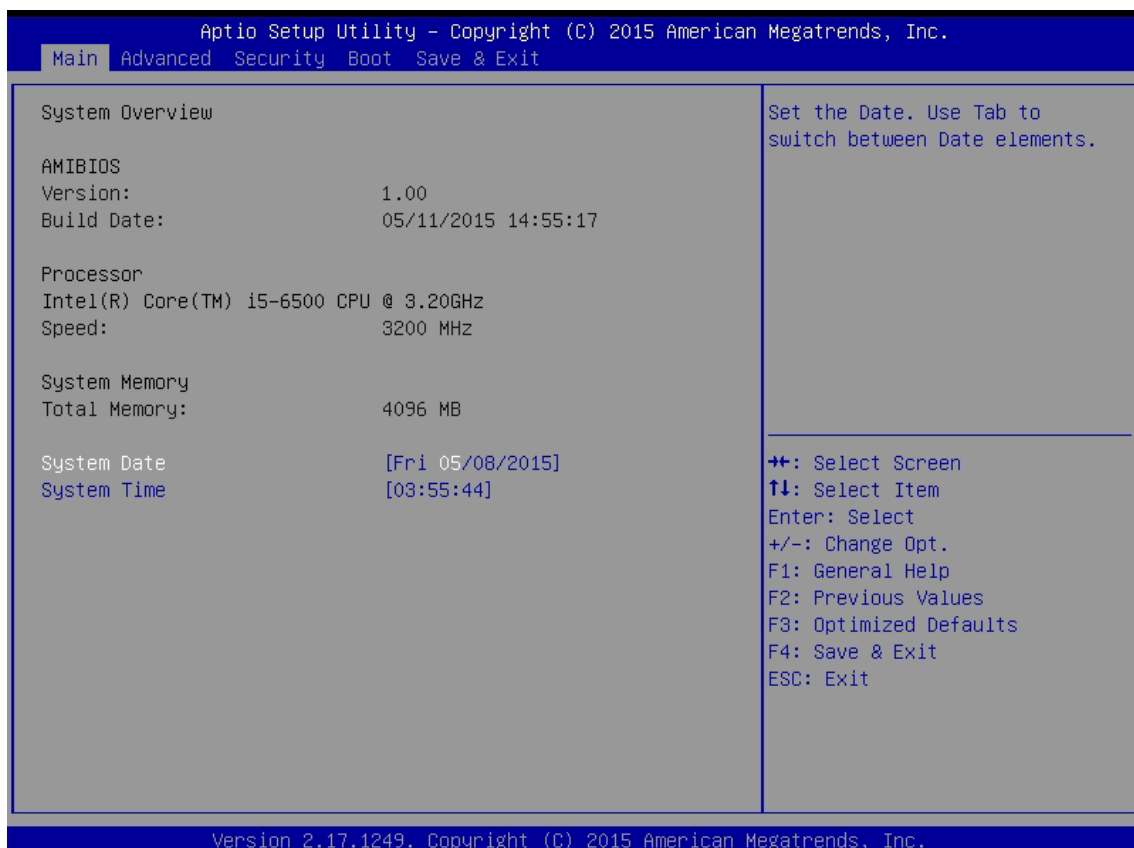 Aptio Setup Utility – Copyright (C) 2015 American Megatrends, Inc.
Main Advanced Security Boot Save & Exit
System Overview
AMIBIOS
Version: 1.00
Build Date: 05/11/2015 14:55:17
Processor
Intel(R) Core(TM) i5-6500 CPU @ 3.20GHz
Speed: 3200 MHz
System Memory
Total Memory: 4096 MB
System Date [Fri 05/08/2015]
System Time [03:55:44]
Set the Date. Use Tab to
switch between Date elements.
→←: Select Screen
↑↓: Select Item
Enter: Select
+/-: Change Opt.
F1: General Help
F2: Previous Values
F3: Optimized Defaults
F4: Save & Exit
ESC: Exit
Version 2.17.1249. Copyright (C) 2015 American Megatrends, Inc.